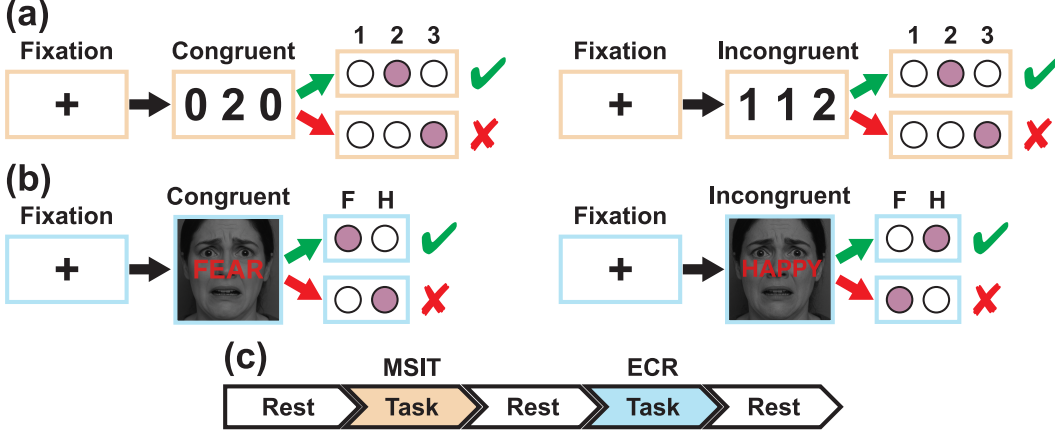 (a)
Fixation
Congruent
1 2 3
+
0 2 0
Fixation
Incongruent
1 2 3
+
1 1 2
(b)
Fixation
Congruent
F H
+
FEAR
Fixation
Incongruent
F H
+
HAPPY
(c)
MSIT
ECR
Rest
Task
Rest
Task
Rest